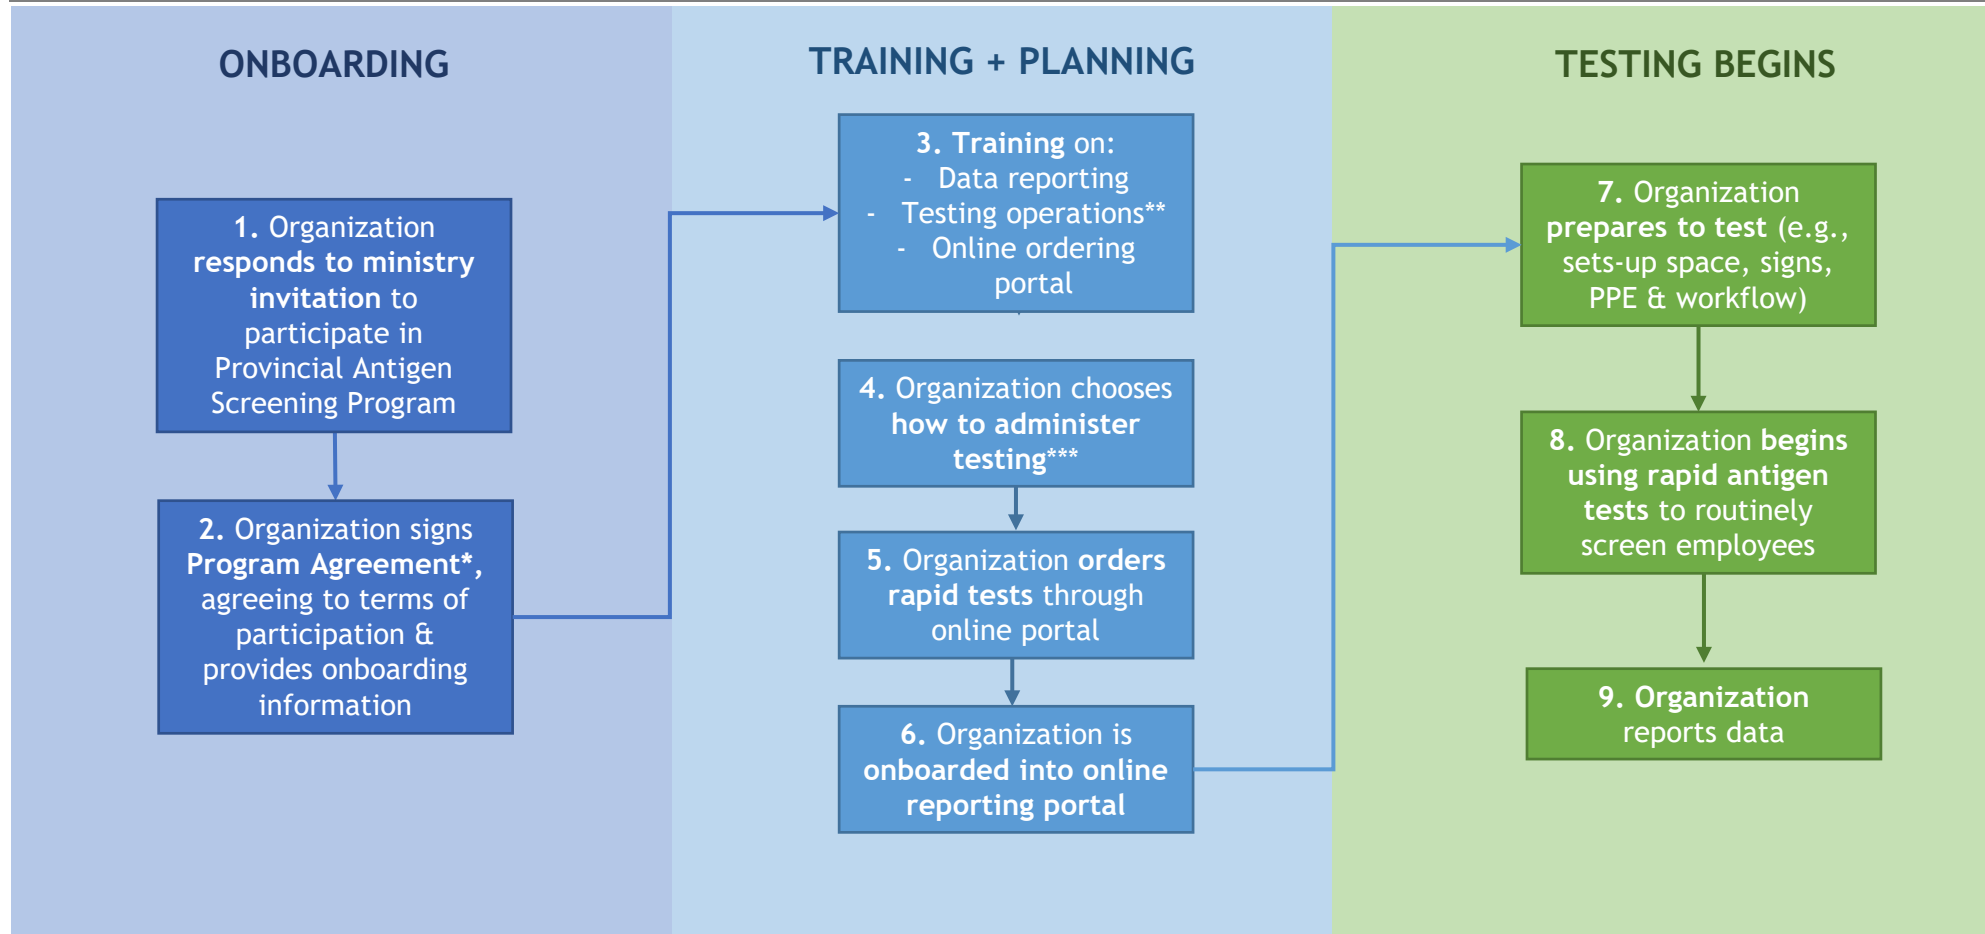 ONBOARDING
1. Organization
responds to ministry
invitation to
participate in
Provincial Antigen
Screening Program
2. Organization signs
Program Agreement*,
agreeing to terms of
participation &
provides onboarding
information
TRAINING + PLANNING
3. Training on:
- Data reporting
- Testing operations**
- Online ordering
portal
4. Organization chooses
how to administer
testing***
5. Organization orders
rapid tests through
online portal
6. Organization is
onboarded into online
reporting portal
TESTING BEGINS
7. Organization
prepares to test (e.g.,
sets-up space, signs,
PPE & workflow)
8. Organization begins
using rapid antigen
tests to routinely
screen employees
9. Organization
reports data